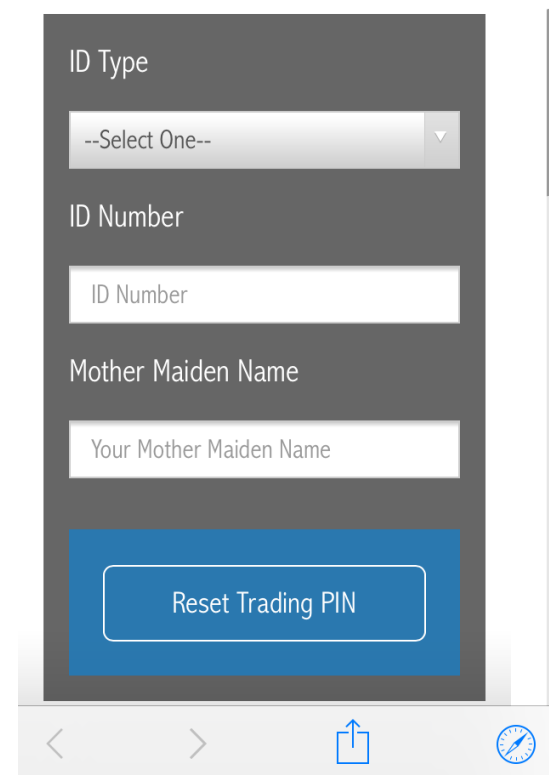 ID Type
--Select One--
ID Number
ID Number
Mother Maiden Name
Your Mother Maiden Name
Reset Trading PIN